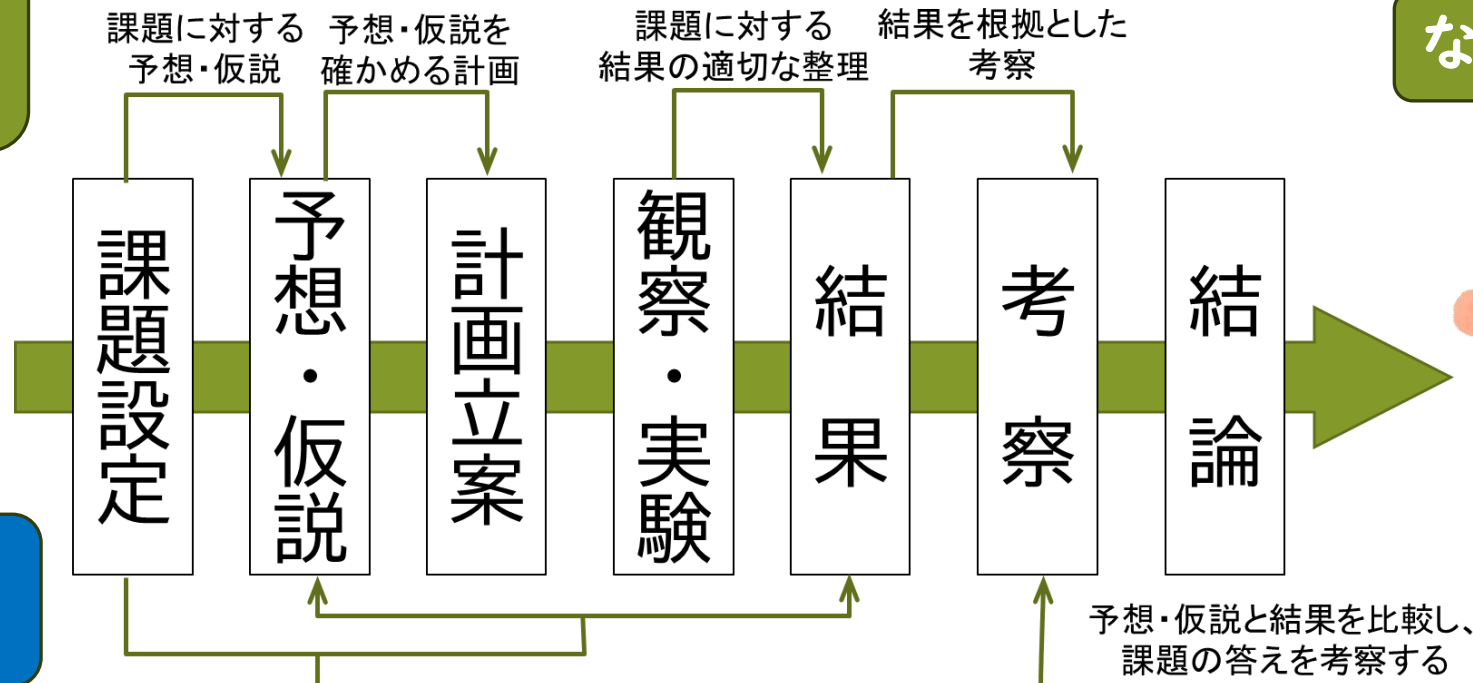 課題に対する
予想・仮説
予想・仮説を
確かめる計画
課題に対する
結果の適切な整理
結果を根拠とした
考察
な
課題設定
予想・仮説
計画立案
観察・実験
結果
考察
結論
予想・仮説と結果を比較し、
課題の答えを考察する